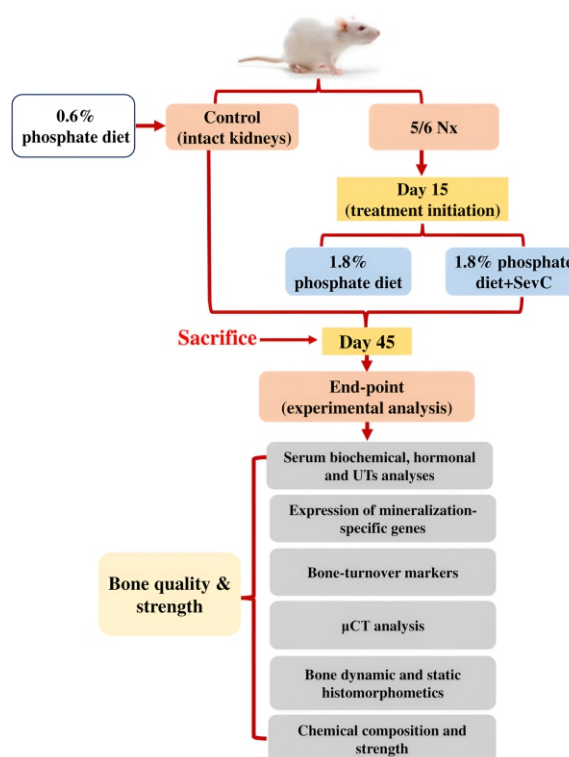 0.6%
phosphate diet
Control
(intact kidneys)
5/6 Nx
Day 15
(treatment initiation)
1.8%
phosphate diet
1.8% phosphate
diet+SevC
Sacrifice
Day 45
End-point
(experimental analysis)
Serum biochemical, hormonal
and UTs analyses
Expression of mineralization-
specific genes
Bone-turnover markers
Bone quality &
strength
µCT analysis
Bone dynamic and static
histomorphometics
Chemical composition and
strength